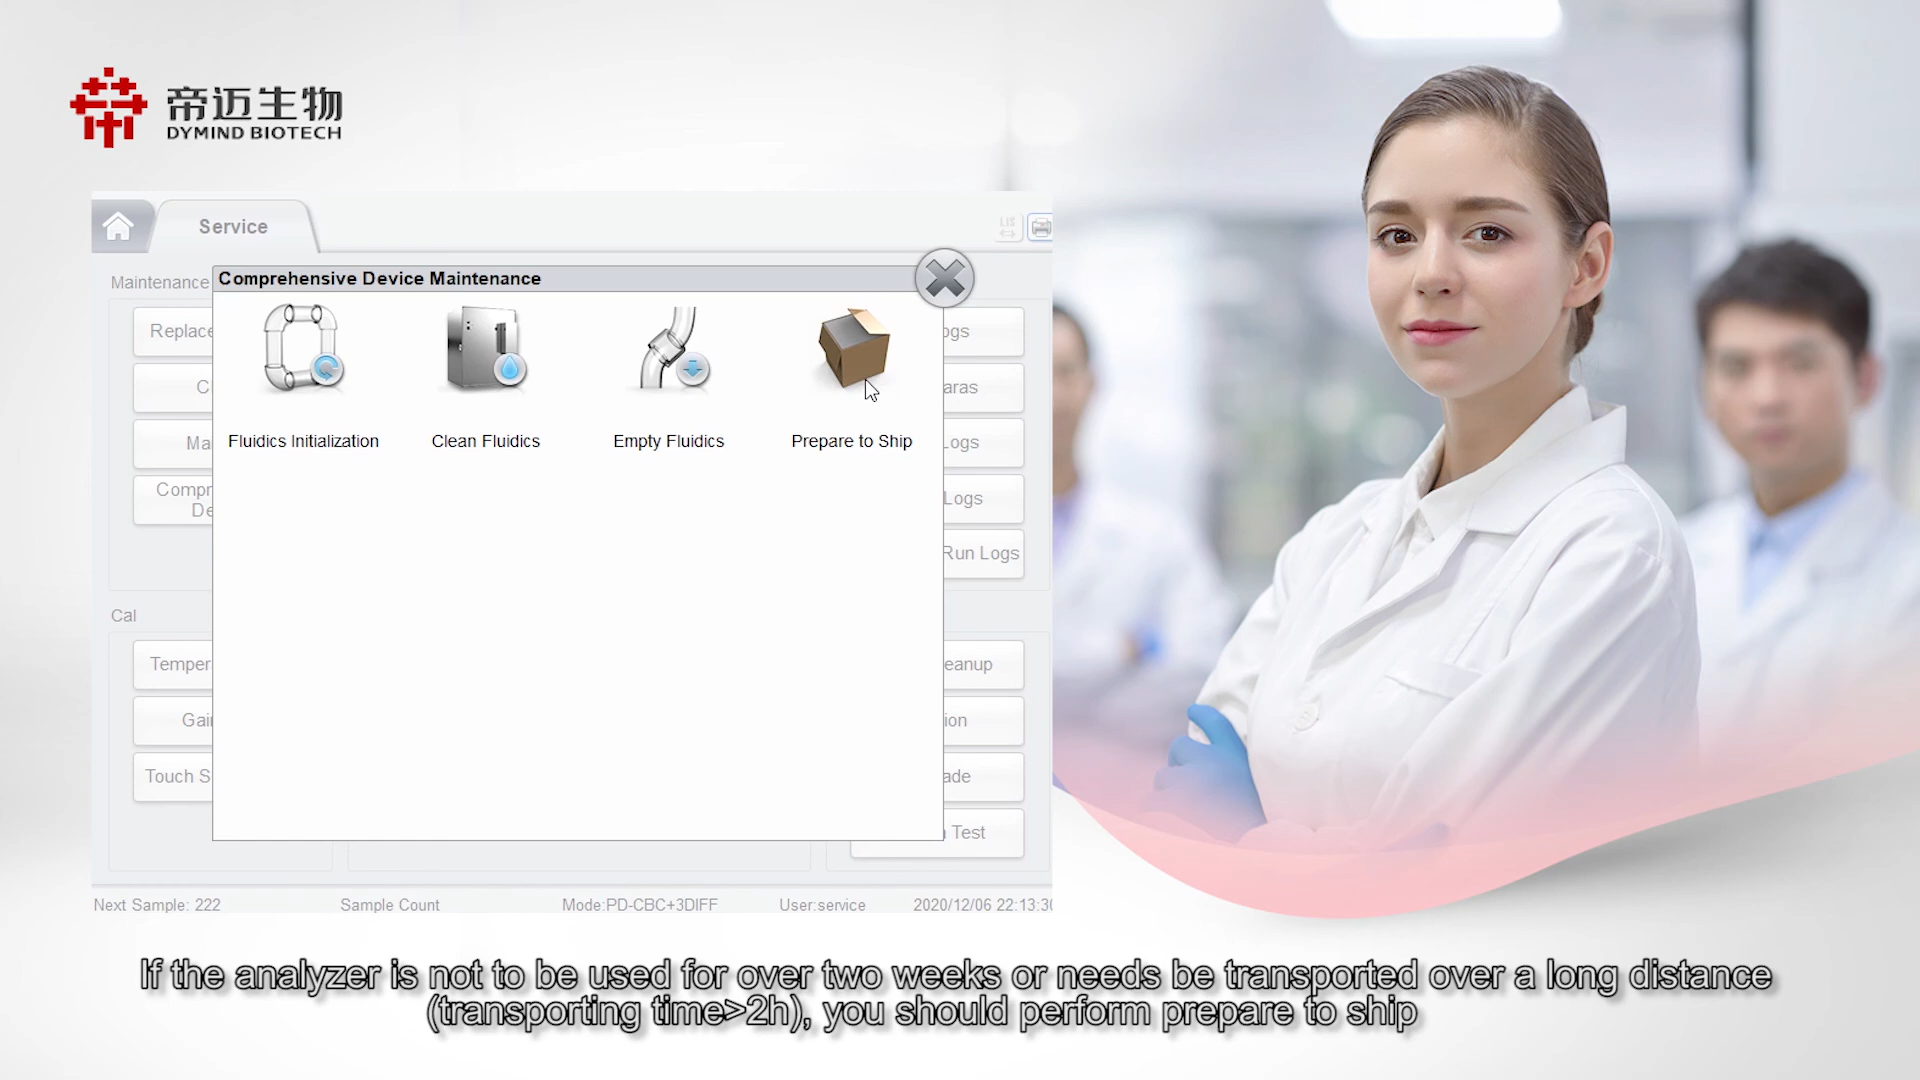 帝迈生物
DYMIND BIOTECH
Service
LIS
Maintenance
Comprehensive Device Maintenance
Replace
ogs
C
aras
Fluidics Initialization
Clean Fluidics
Empty Fluidics
Prepare to Ship
Ma
Logs
Compr
De
Logs
Run Logs
Cal
Temper
eanup
Gai
ion
Touch S
ade
Test
Next Sample: 222
Sample Count
Mode:PD-CBC+3DIFF
User:service
2020/12/06 22:13:30
If the analyzer is not to be used for over two weeks or needs be transported over a long distance
(transporting time>2h), you should perform prepare to ship